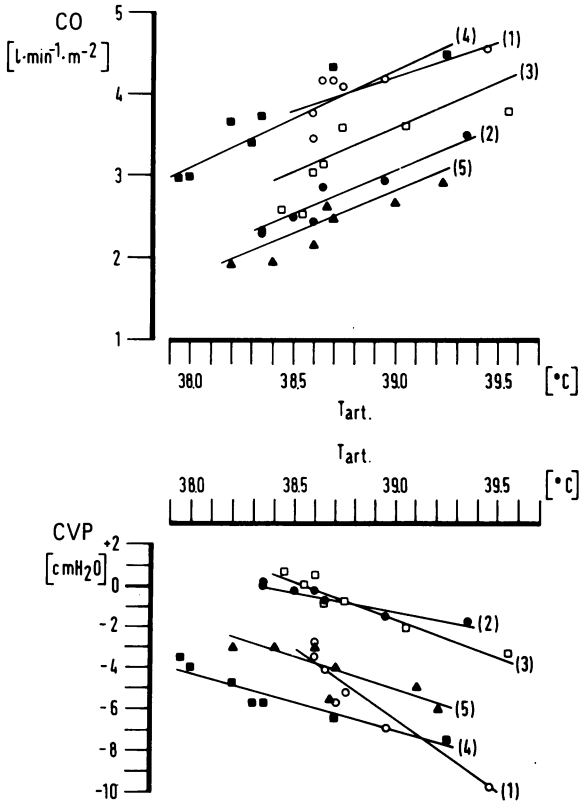 CO
[l·min⁻¹·m⁻²]
5
4
3
2
1
(4)
(1)
(3)
(2)
(5)
38.0 38.5 39.0 39.5 [°C]
Tart.
Tart.
38.0 38.5 39.0 39.5 [°C]
CVP
[cmH2O]
+2
0
-2
-4
-6
-8
-10
(2)
(3)
(5)
(4)
(1)